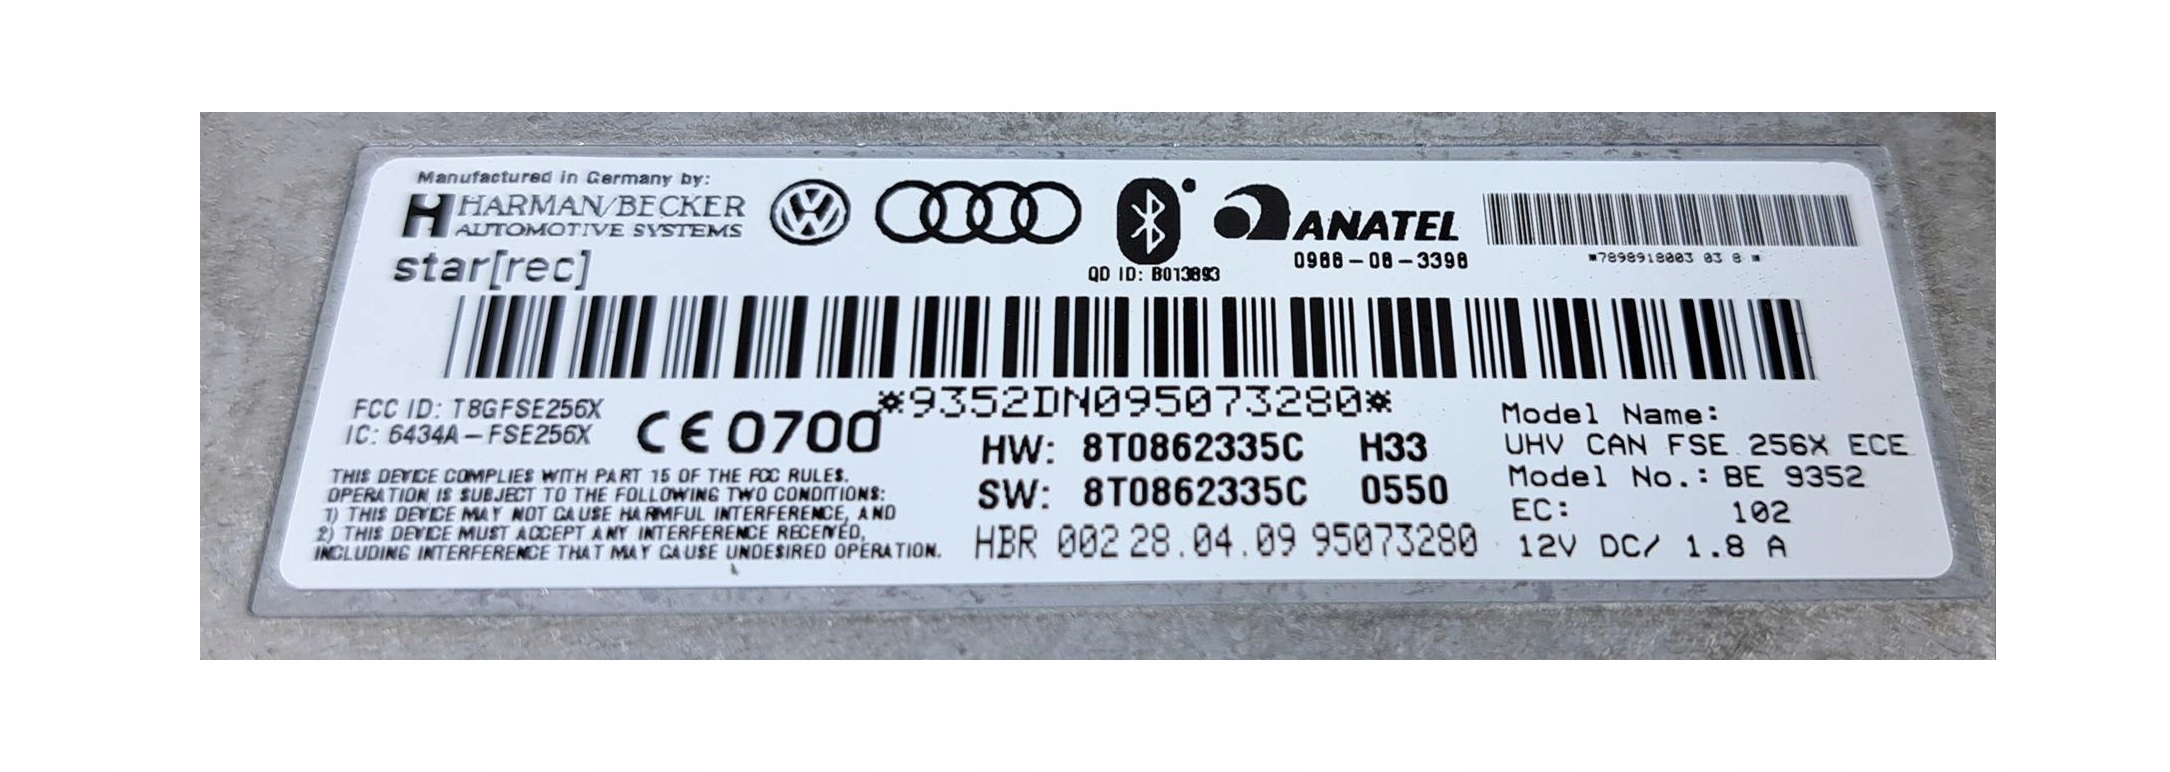 Manufactured in Germany by:
HARMAN/BECKER
AUTOMOTIVE SYSTEMS
star[rec]
QD ID: B013693
ANATEL
0986-08-3396
*7898918003 03 8 *
*9352DN095073280*
FCC ID: T8GFSE256X
IC: 6434A-FSE256X
CE 0700
THIS DEVICE COMPLIES WITH PART 15 OF THE FCC RULES.
OPERATION IS SUBJECT TO THE FOLLOWING TWO CONDITIONS:
1) THIS DEVICE MAY NOT CAUSE HARMFUL INTERFERENCE, AND
2) THIS DEVICE MUST ACCEPT ANY INTERFERENCE RECEIVED,
INCLUDING INTERFERENCE THAT MAY CAUSE UNDESIRED OPERATION.
HW: 8T0862335C H33
SW: 8T0862335C 0550
HBR 002 28.04.09 95073280
Model Name:
UHV CAN FSE 256X ECE
Model No.: BE 9352
EC: 102
12V DC/ 1.8 A